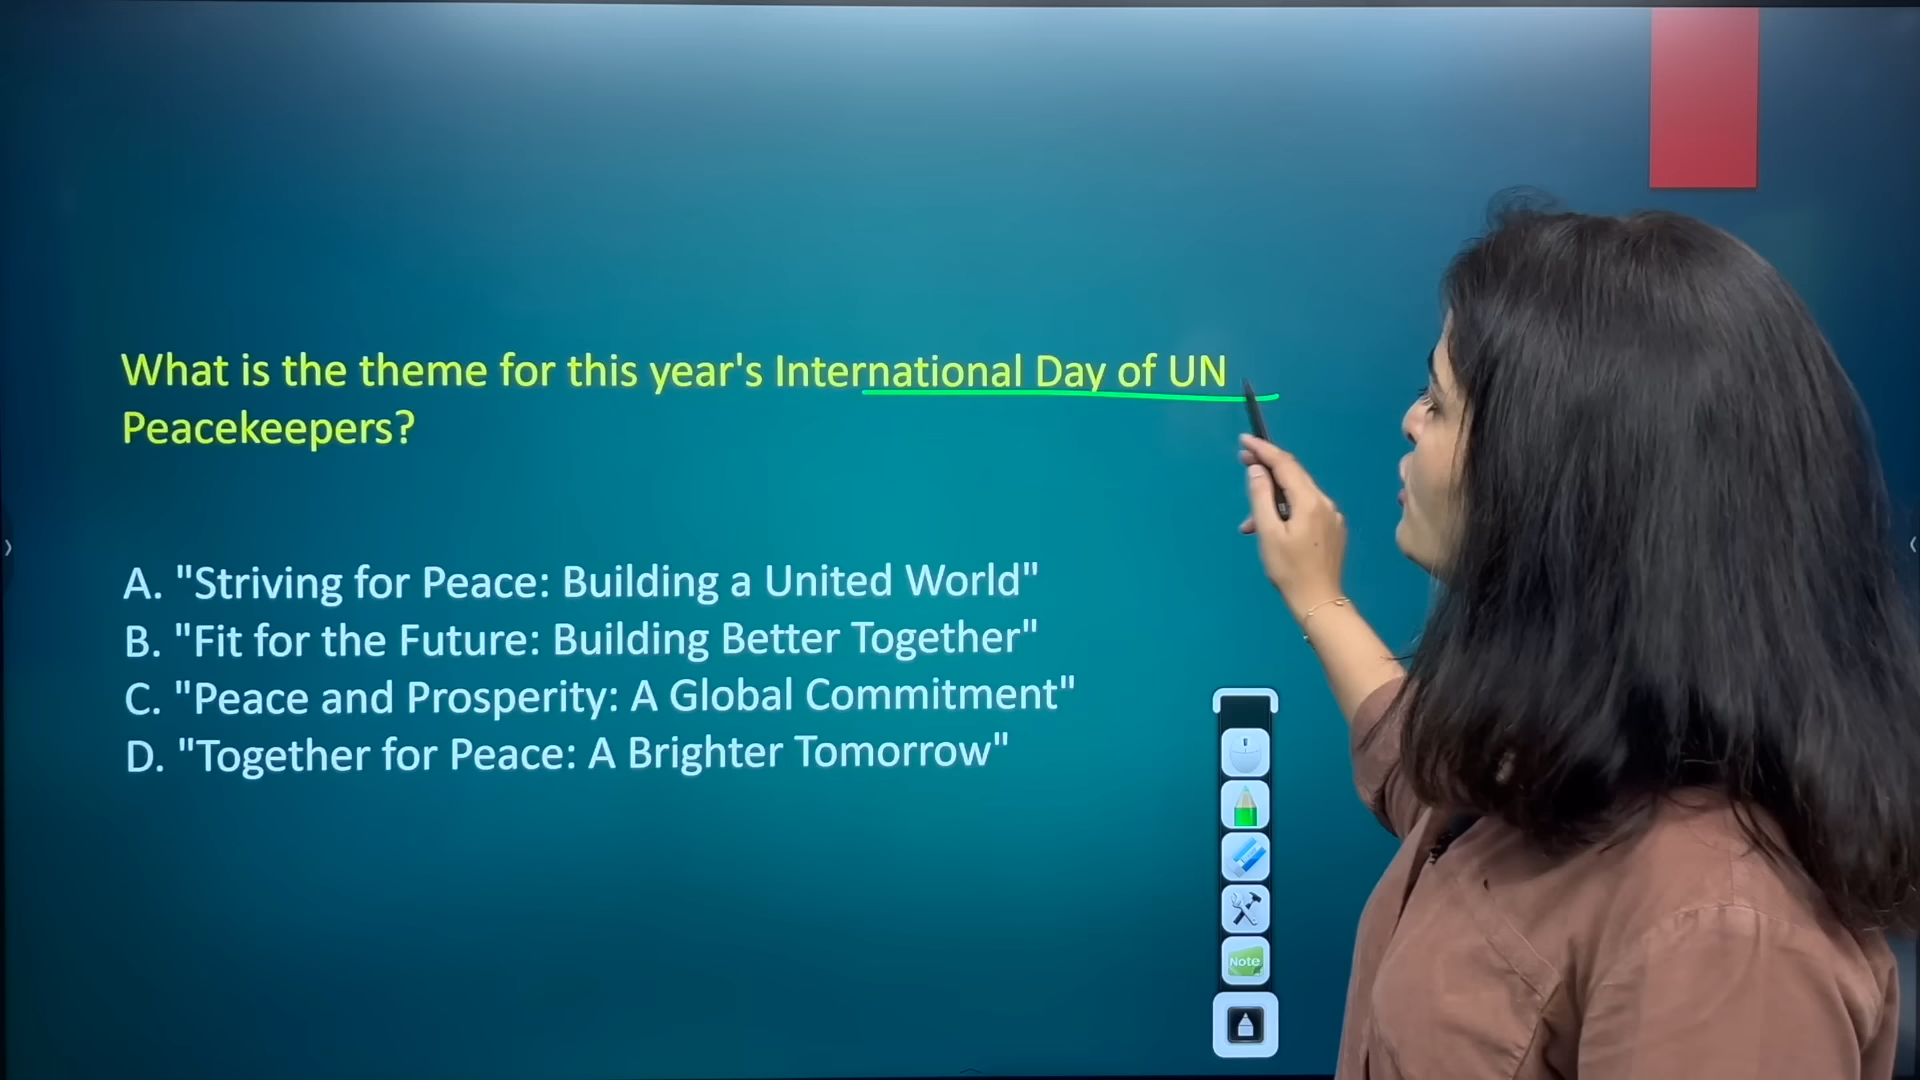 What is the theme for this year's International Day of UN
Peacekeepers?
A. "Striving for Peace: Building a United World"
B. "Fit for the Future: Building Better Together"
C. "Peace and Prosperity: A Global Commitment"
D. "Together for Peace: A Brighter Tomorrow"
Note